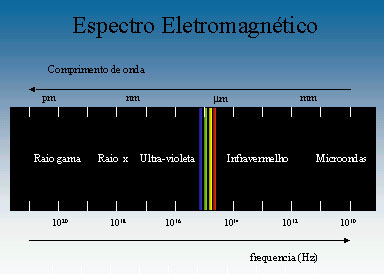 Espectro Eletromagnético
Comprimento de onda
pm nm μm mm
Raio gama Raio x Ultra-violeta Infravermelho Microondas
10²⁰ 10¹⁸ 10¹⁶ 10¹⁴ 10¹² 10¹⁰
frequencia (Hz)